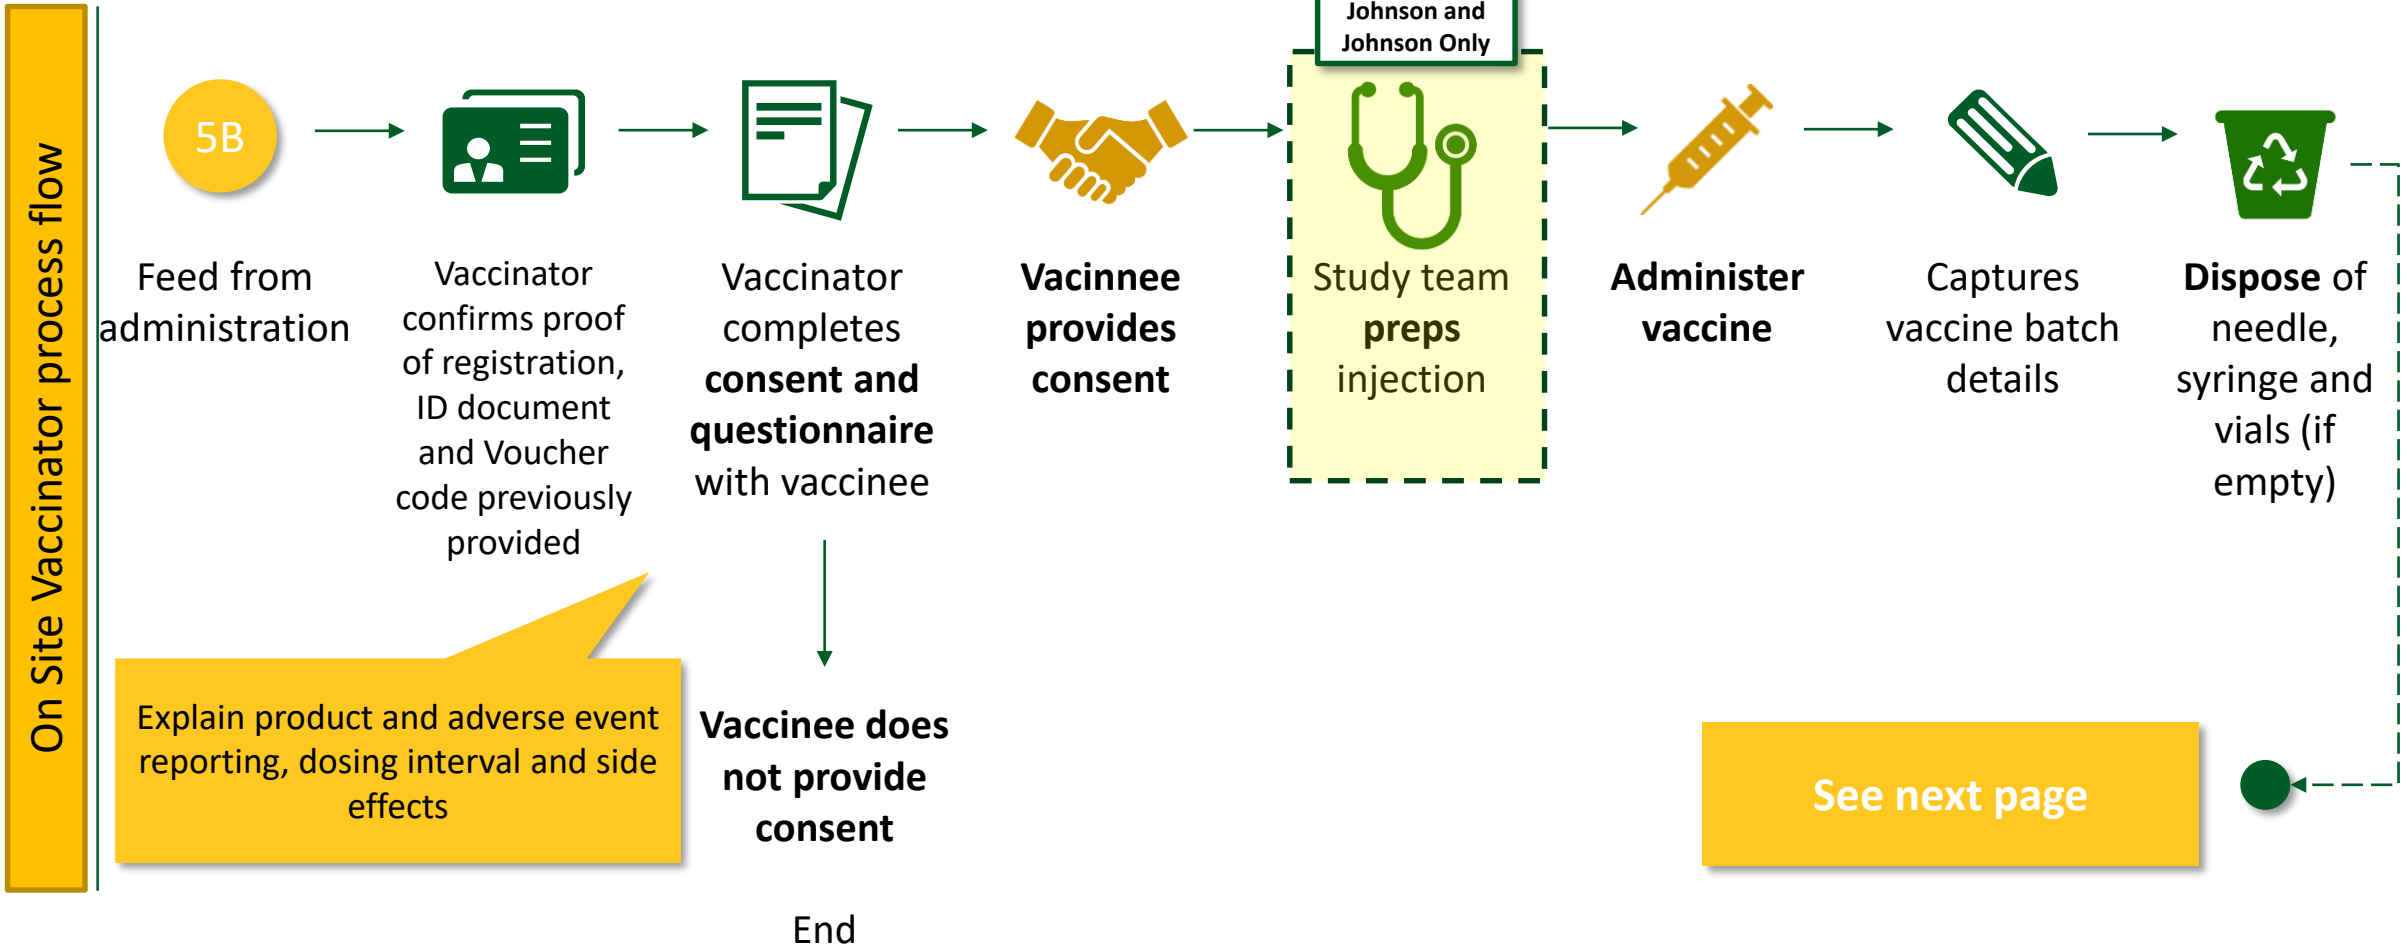 On Site Vaccinator process flow
Johnson and
Johnson Only
5B
Feed from
administration
Vaccinator
confirms proof
of registration,
ID document
and Voucher
code previously
provided
Vaccinator
completes
consent and
questionnaire
with vaccinee
Vacinnee
provides
consent
Study team
preps
injection
Administer
vaccine
Captures
vaccine batch
details
Dispose of
needle,
syringe and
vials (if
empty)
Explain product and adverse event
reporting, dosing interval and side
effects
Vaccinee does
not provide
consent
End
See next page